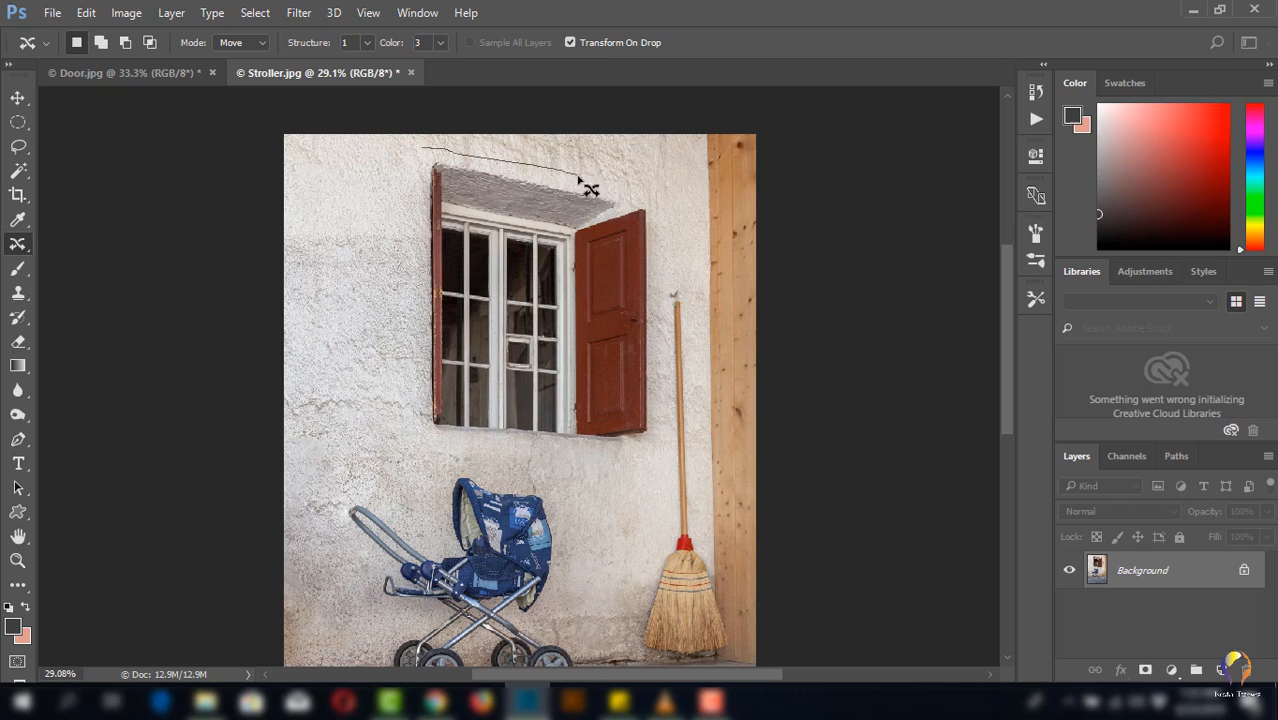 Ps File Edit Image Layer Type Select Filter 3D View Window Help
Mode: Move Structure: 1 Color: 3 Sample All Layers Transform On Drop
© Door.jpg @ 33.3% (RGB/8*) * × © Stroller.jpg @ 29.1% (RGB/8*) * ×
Color Swatches
Libraries Adjustments Styles
Search Adobe Stock
Something went wrong initializing
Creative Cloud Libraries
Layers Channels Paths
Kind
Normal Opacity: 100%
Lock: Fill: 100%
Background
29.08% © Doc: 12.9M/12.9M